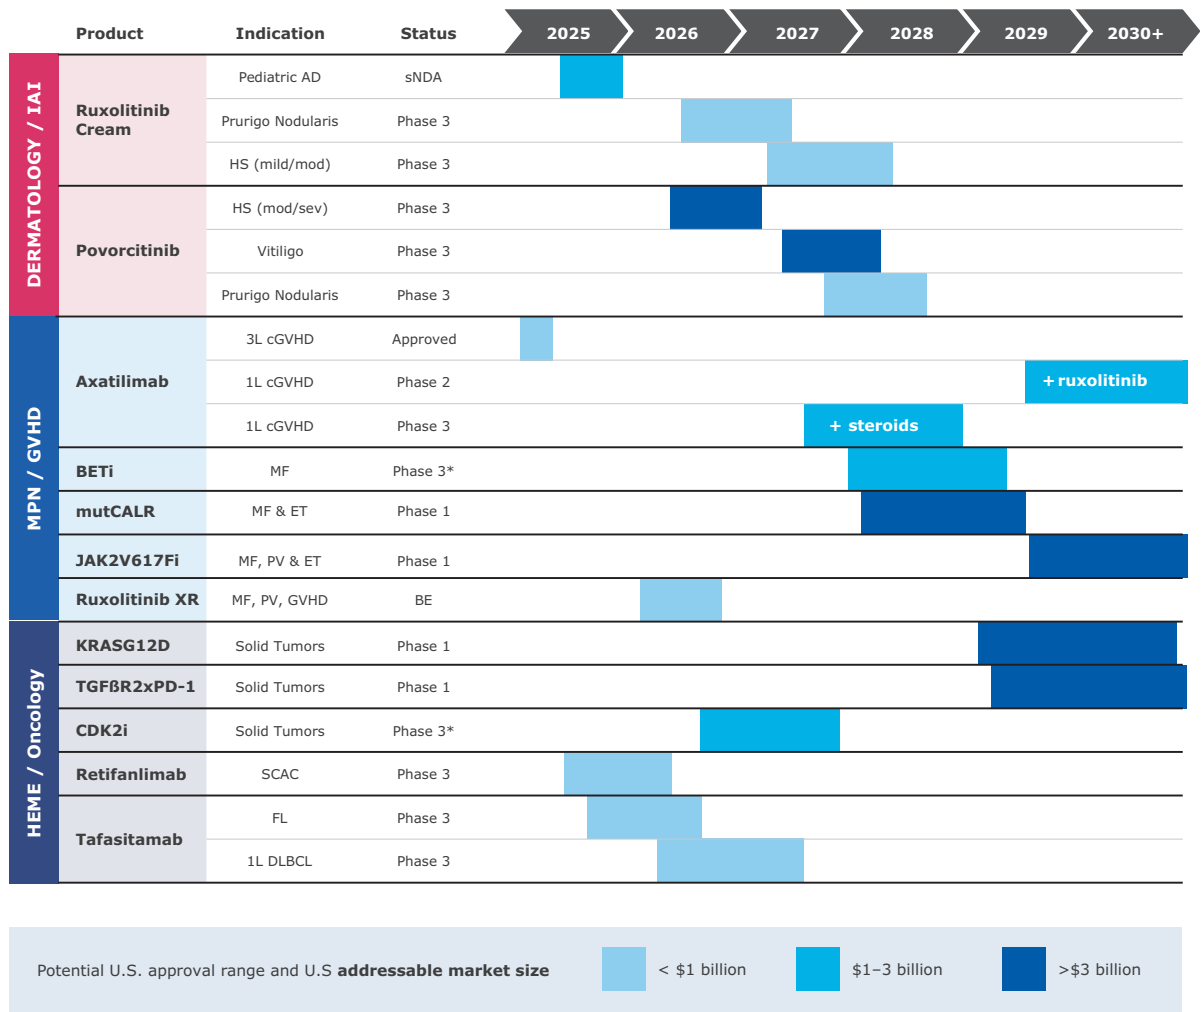 Product Indication Status 2025 2026 2027 2028 2029 2030+
DERMATOLOGY / IAI
Ruxolitinib
Cream
Pediatric AD sNDA
Prurigo Nodularis Phase 3
HS (mild/mod) Phase 3
Povorcitinib
HS (mod/sev) Phase 3
Vitiligo Phase 3
Prurigo Nodularis Phase 3
MPN / GVHD
Axatilimab
3L cGVHD Approved
1L cGVHD Phase 2 + ruxolitinib
1L cGVHD Phase 3 + steroids
BETi MF Phase 3*
mutCALR MF & ET Phase 1
JAK2V617Fi MF, PV & ET Phase 1
Ruxolitinib XR MF, PV, GVHD BE
HEME / Oncology
KRASG12D Solid Tumors Phase 1
TGFßR2xPD-1 Solid Tumors Phase 1
CDK2i Solid Tumors Phase 3*
Retifanlimab SCAC Phase 3
Tafasitamab
FL Phase 3
1L DLBCL Phase 3
Potential U.S. approval range and U.S addressable market size < $1 billion $1–3 billion >$3 billion